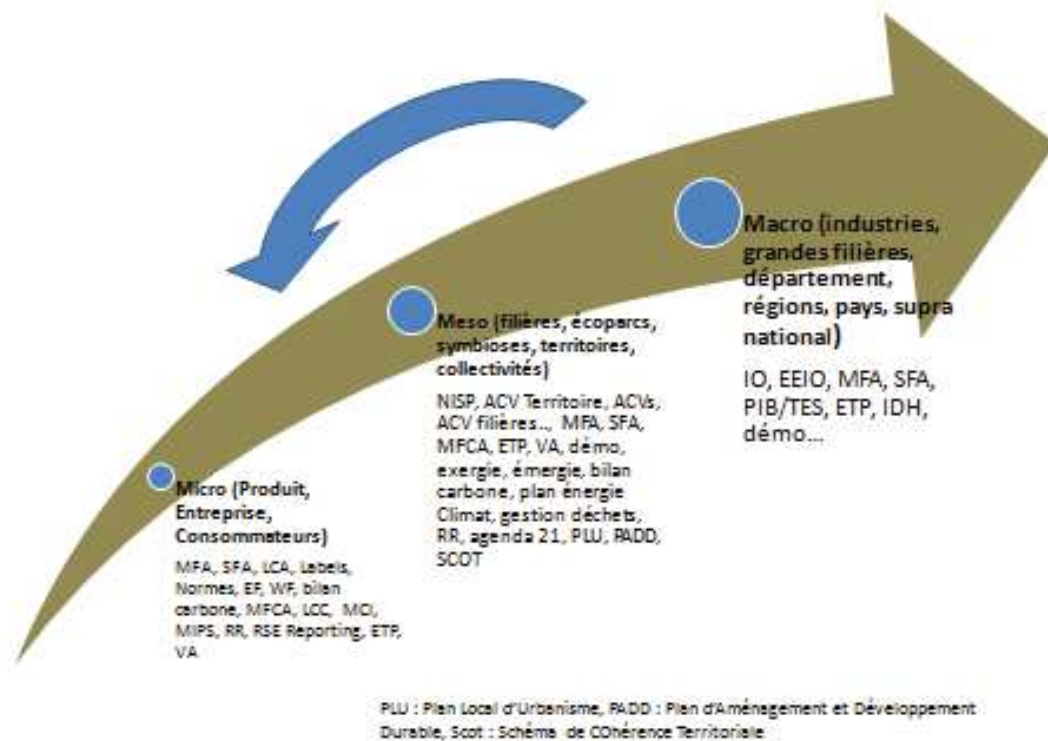 Macro (industries,
grandes filières,
département,
régions, pays, supra
national)
IO, EEIO, MFA, SFA,
PIB/TES, ETP, IDH,
démo...
Meso (filières, écoparcs,
symbioses, territoires,
collectivités)
NISP, ACV Territoire, ACVs,
ACV filières..., MFA, SFA,
MFCA, ETP, VA, démo,
exergie, émergie, bilan
carbone, plan énergie
Climat, gestion déchets,
RR, agenda 21, PLU, PADD,
SCOT
Micro (Produit,
Entreprise,
Consommateurs)
MFA, SFA, LCA, Labels,
Normes, EF, WF, bilan
carbone, MFCA, LCC, MCI,
MIPS, RR, RSE Reporting, ETP,
VA
PLU : Plan Local d'Urbanisme, PADD : Plan d'Aménagement et Développement
Durable, Scot : Schéma de COhérence Territoriale